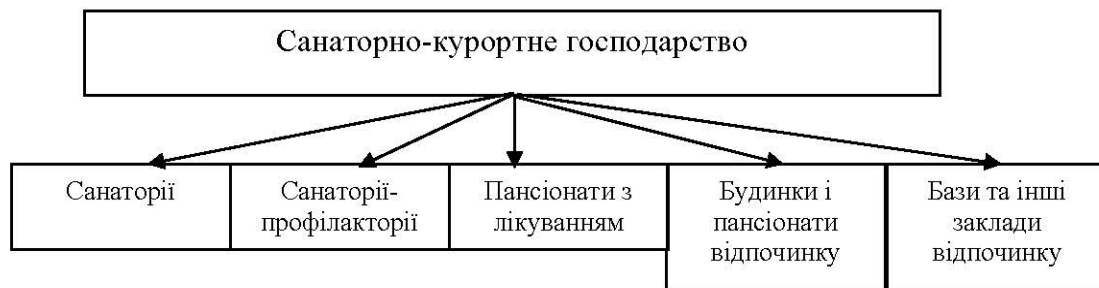 Санаторно-курортне господарство
Санаторії
Санаторії-
профілакторії
Пансіонати з
лікуванням
Будинки і
пансіонати
відпочинку
Бази та інші
заклади
відпочинку